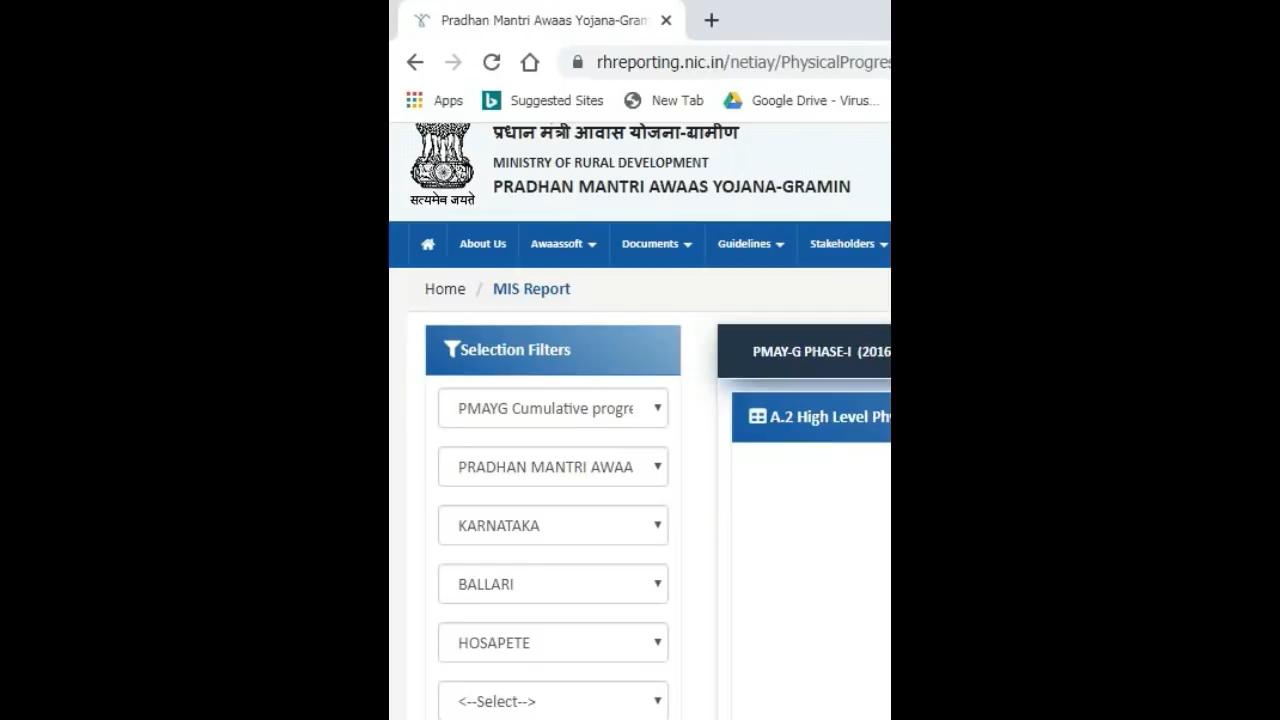 Pradhan Mantri Awaas Yojana-Gram
rhreporting.nic.in/netiay/PhysicalProgres
Apps Suggested Sites New Tab Google Drive - Virus...
प्रधान मंत्री आवास योजना-ग्रामीण
MINISTRY OF RURAL DEVELOPMENT
PRADHAN MANTRI AWAAS YOJANA-GRAMIN
सत्यमेव जयते
About Us Awaassoft Documents Guidelines Stakeholders
Home / MIS Report
Selection Filters
PMAY-G PHASE-I (2016
PMAYG Cumulative progre
A.2 High Level Ph
PRADHAN MANTRI AWAA
KARNATAKA
BALLARI
HOSAPETE
<--Select-->